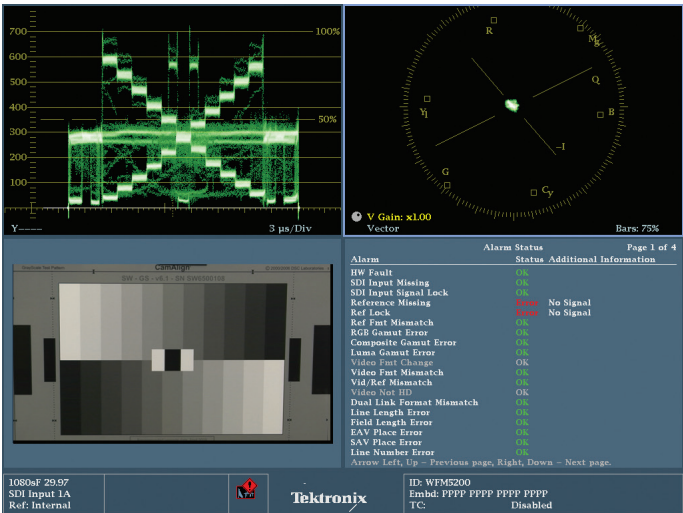 700
600
500
400
300
200
100
100%
50%
Y----
3 µs/Div
R
Mg
Q
B
Yl
-I
G
Cy
V Gain: x1.00
Vector
Bars: 75%
CamAlign
SW - GS - v6.1 - SN
Alarm Status Page 1 of 4
Alarm Status Additional Information
HW Fault OK
SDI Input Missing OK
SDI Input Signal Lock OK
Reference Missing No Signal
Ref Lock No Signal
Ref Fmt Mismatch OK
RGB Gamut Error OK
Composite Gamut Error OK
Luma Gamut Error OK
Video Fmt Change OK
Video Fmt Mismatch OK
Vid/Ref Mismatch OK
Video Not HD OK
Dual Link Format Mismatch OK
Line Length Error OK
Field Length Error OK
EAV Place Error OK
SAV Place Error OK
Line Number Error OK
Arrow Left, Up - Previous page, Right, Down - Next page.
1080sF 29.97
SDI Input 1A
Ref: Internal
Tektronix
ID: WFM5200
Embd: PPPP PPPP PPPP PPPP
TC: Disabled